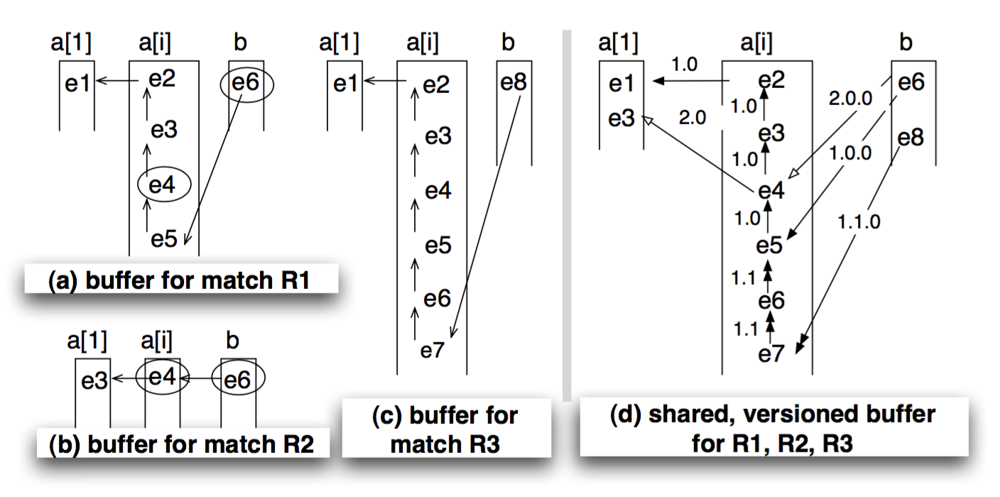 a[1] a[i] b
e1 e2 e6
e3
e4
e5
(a) buffer for match R1
a[1] a[i] b
e3 e4 e6
(b) buffer for match R2
a[1] a[i] b
e1 e2 e8
e3
e4
e5
e6
e7
(c) buffer for
match R3
a[1] a[i] b
1.0
e1 e2 e6
2.0.0
1.0
e3 2.0 e3 e8
1.0 1.0.0
e4
1.0 1.1.0
e5
1.1
e6
1.1
e7
(d) shared, versioned buffer
for R1, R2, R3